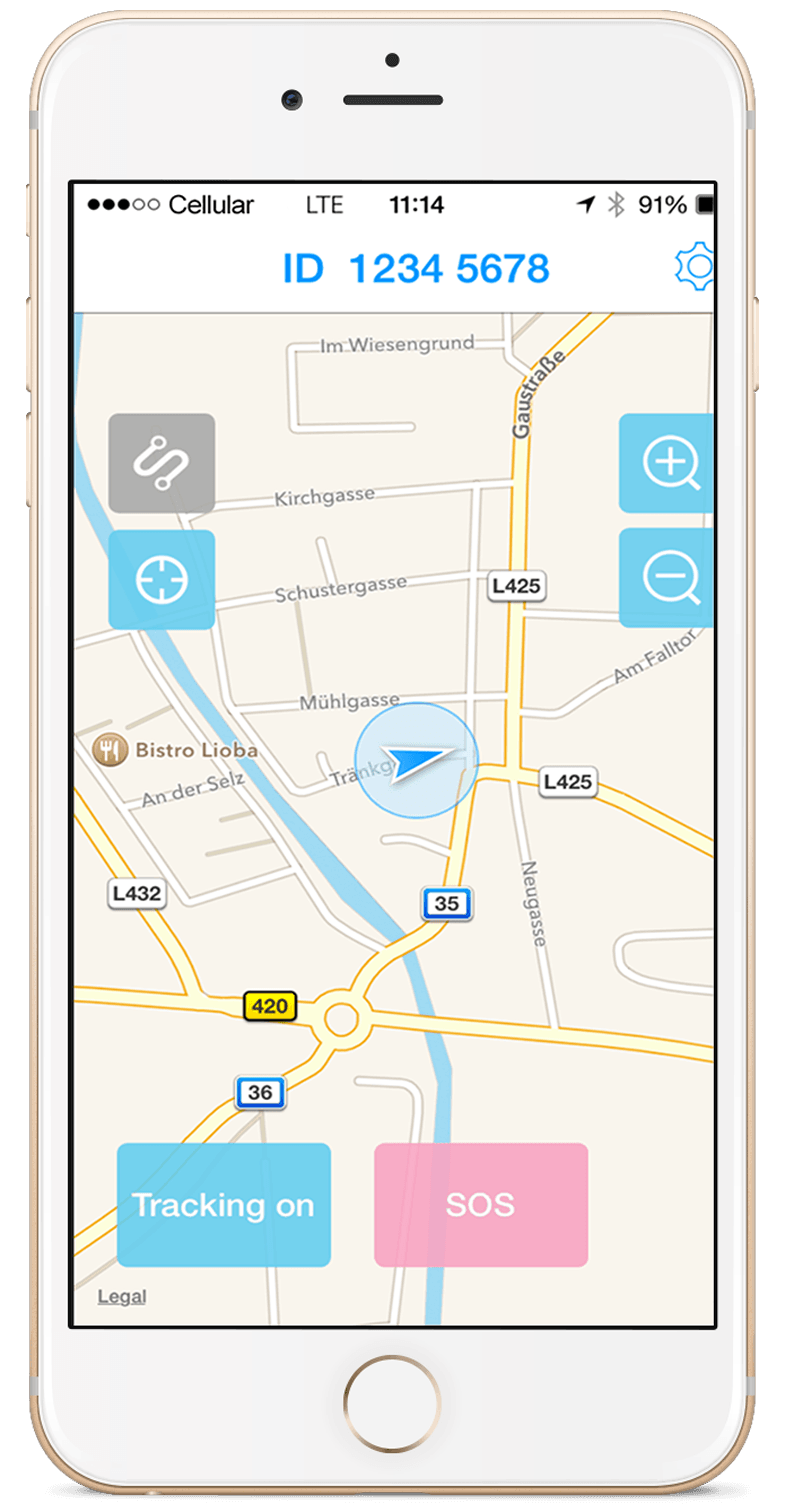 Cellular LTE 11:14 91%
ID 1234 5678
Im Wiesengrund
Gaustraße
Kirchgasse
Schustergasse
L425
Am Falltor
Mühlgasse
Bistro Lioba
Tränkg
An der Selz
L425
L432
35
Neugasse
420
36
Tracking on
SOS
Legal